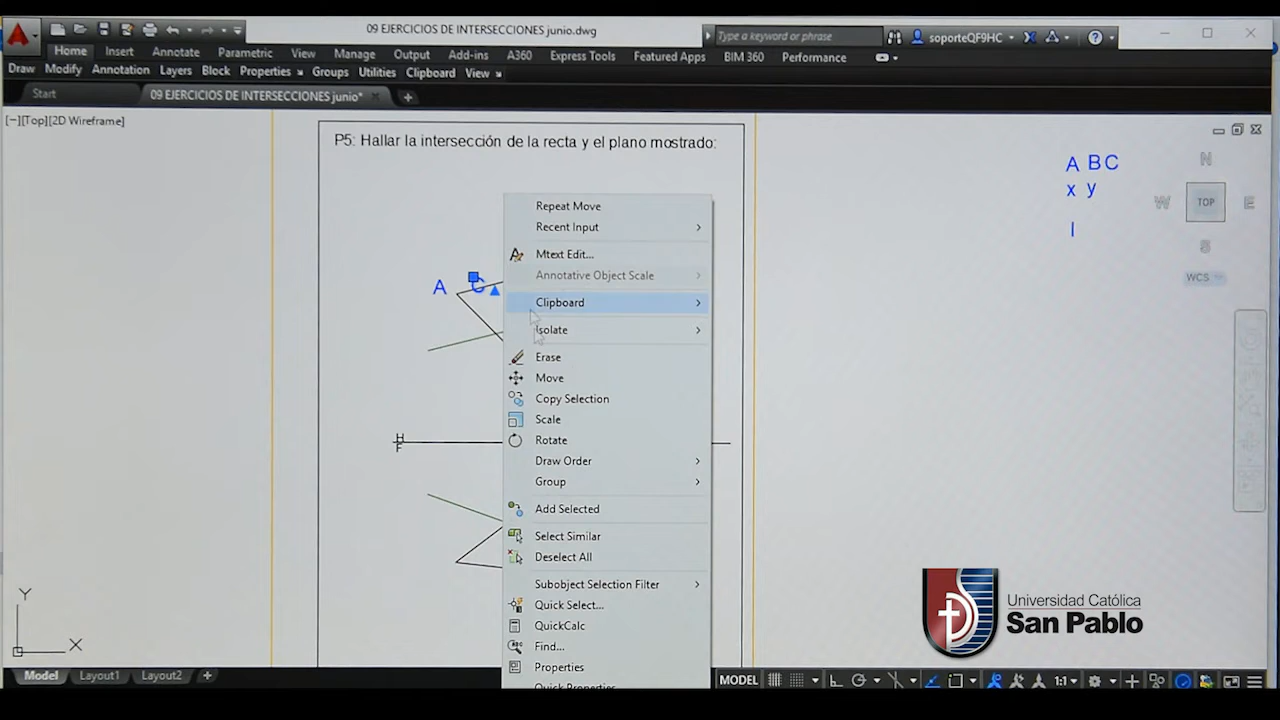 09 EJERCICIOS DE INTERSECCIONES junio.dwg
Type a keyword or phrase
soporteQF9HC
Home Insert Annotate Parametric View Manage Output Add-ins A360 Express Tools Featured Apps BIM 360 Performance
Draw Modify Annotation Layers Block Properties Groups Utilities Clipboard View
Start
09 EJERCICIOS DE INTERSECCIONES junio*
[−][Top][2D Wireframe]
P5: Hallar la intersección de la recta y el plano mostrado:
A B C
x y
I
N
W TOP E
S
WCS
A C
Repeat Move
Recent Input
Mtext Edit...
Annotative Object Scale
Clipboard
Isolate
Erase
Move
Copy Selection
Scale
Rotate
Draw Order
Group
Add Selected
Select Similar
Deselect All
Subobject Selection Filter
Quick Select...
QuickCalc
Find...
Properties
Quick Properties
H
F
Y
X
Universidad Católica
San Pablo
Model Layout1 Layout2 +
MODEL
1:1